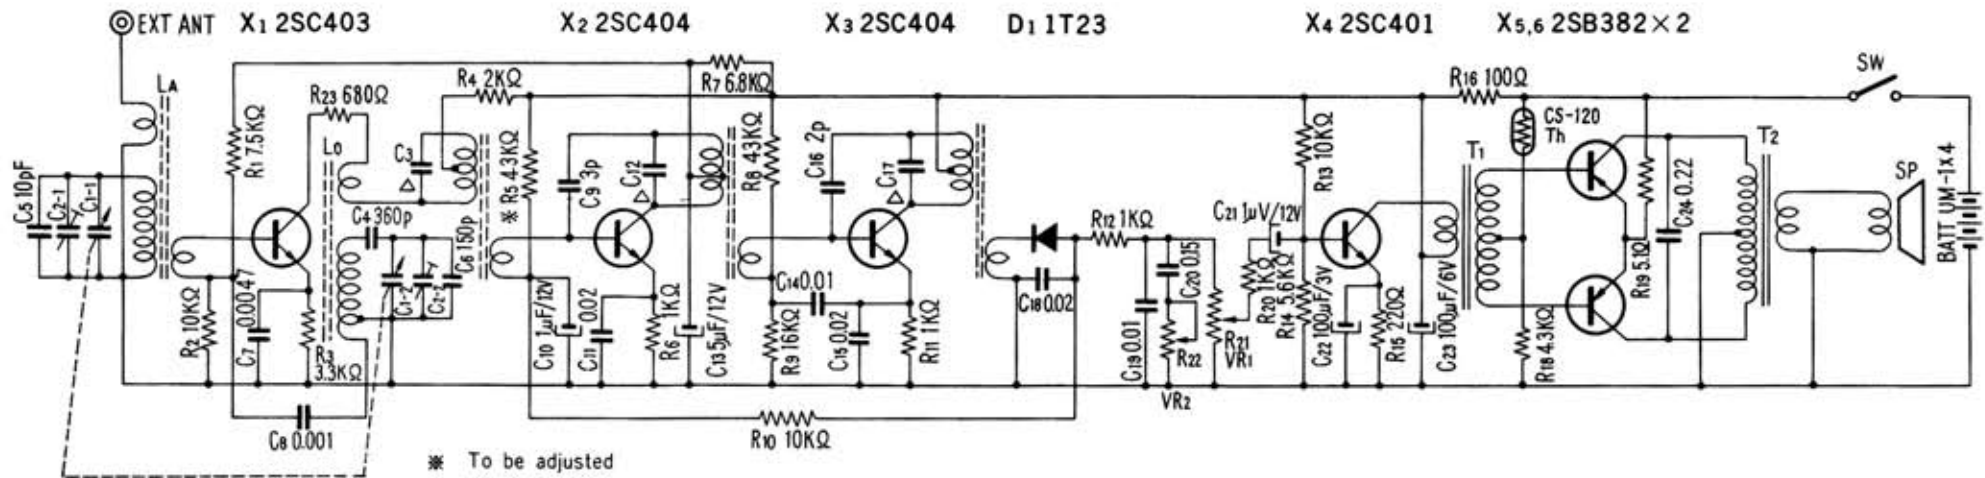 EXT ANT X1 2SC403 X2 2SC404 X3 2SC404 D1 1T23 X4 2SC401 X5,6 2SB382×2
LA
R23 680Ω
R4 2KΩ
R7 6.8KΩ
R16 100Ω
SW
CS-120
Th
C5 10pF
C2-1
C1-1
R1 7.5KΩ
LO
C3
△
※ R5 4.3KΩ
C9 3p
C12
△
R8 43KΩ
C16 2p
C17
△
R13 10KΩ
T1
T2
SP
C4 360p
C6 150p
C1-2
C2-2
R12 1KΩ
C21 1μV/12V
C24 0.22
BATT UM-1×4
R2 10KΩ
C7 0.0047
R3
3.3KΩ
C10 1μF/12V
C11 0.02
R6 1KΩ
C13 5μF/12V
C14 0.01
R9 16KΩ
C15 0.02
R11 1KΩ
C18 0.02
C19 0.01
C20 0.15
R22
VR2
R21
VR1
R20 1KΩ
R14 5.6KΩ
C22 100μF/3V
R15 220Ω
C23 100μF/6V
R18 4.3KΩ
R19 5.1Ω
C8 0.001
R10 10KΩ
※ To be adjusted